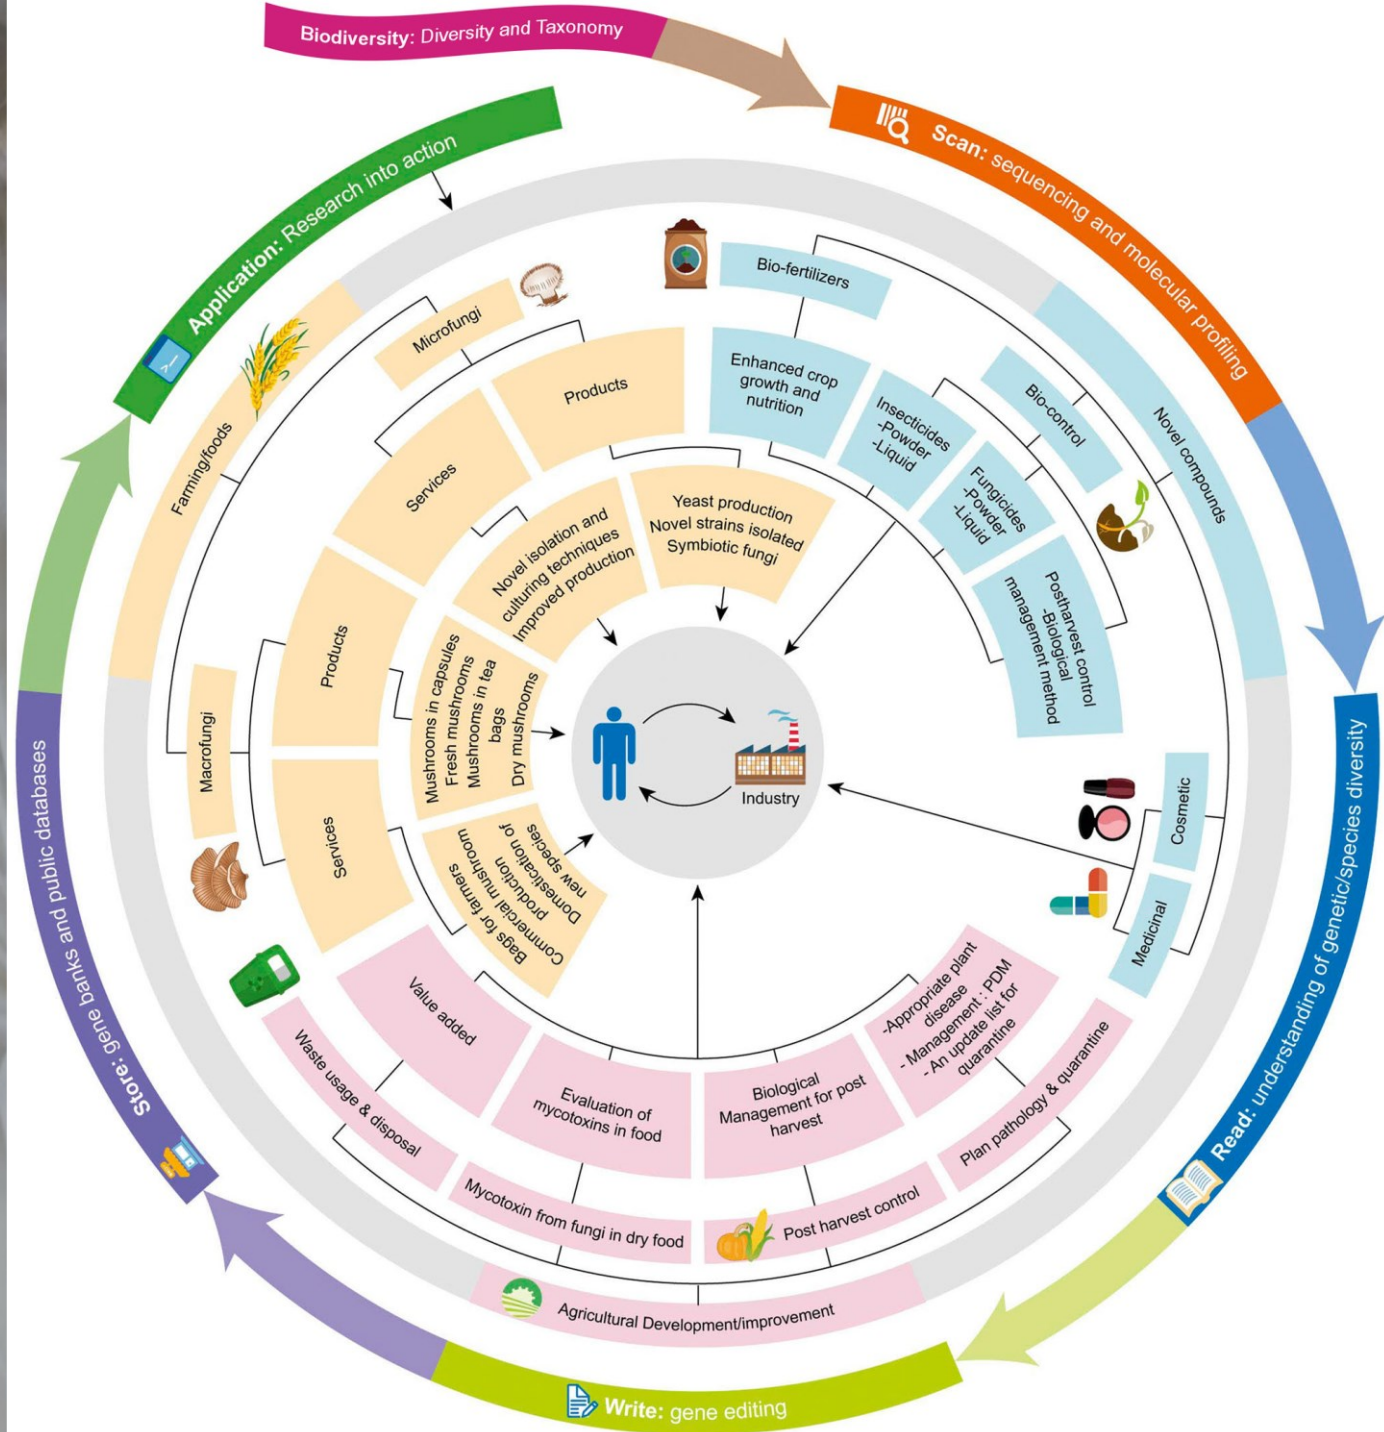 Biodiversity: Diversity and Taxonomy
Scan: sequencing and molecular profiling
Read: understanding of genetic/species diversity
Write: gene editing
Store: gene banks and public databases
Application: Research into action
Farming/foods
Microfungi
Products
Services
Yeast production
Novel strains isolated
Symbiotic fungi
Novel isolation and
culturing techniques
Improved production
Macrofungi
Products
Services
Mushrooms in capsules
Fresh mushrooms
Mushrooms in tea
bags
Dry mushrooms
Bags for farmers
Commercial mushroom
production
Domestication of
new species
Novel compounds
Bio-fertilizers
Enhanced crop
growth and
nutrition
Bio-control
Insecticides
-Powder
-Liquid
Fungicides
-Powder
-Liquid
Postharvest control
-Biological
management method
Cosmetic
Medicinal
Industry
Agricultural Development/improvement
Waste usage & disposal
Value added
Mycotoxin from fungi in dry food
Evaluation of
mycotoxins in food
Post harvest control
Biological
Management for post
harvest
Plan pathology & quarantine
-Appropriate plant
disease
- Management : PDM
- An update list for
quarantine